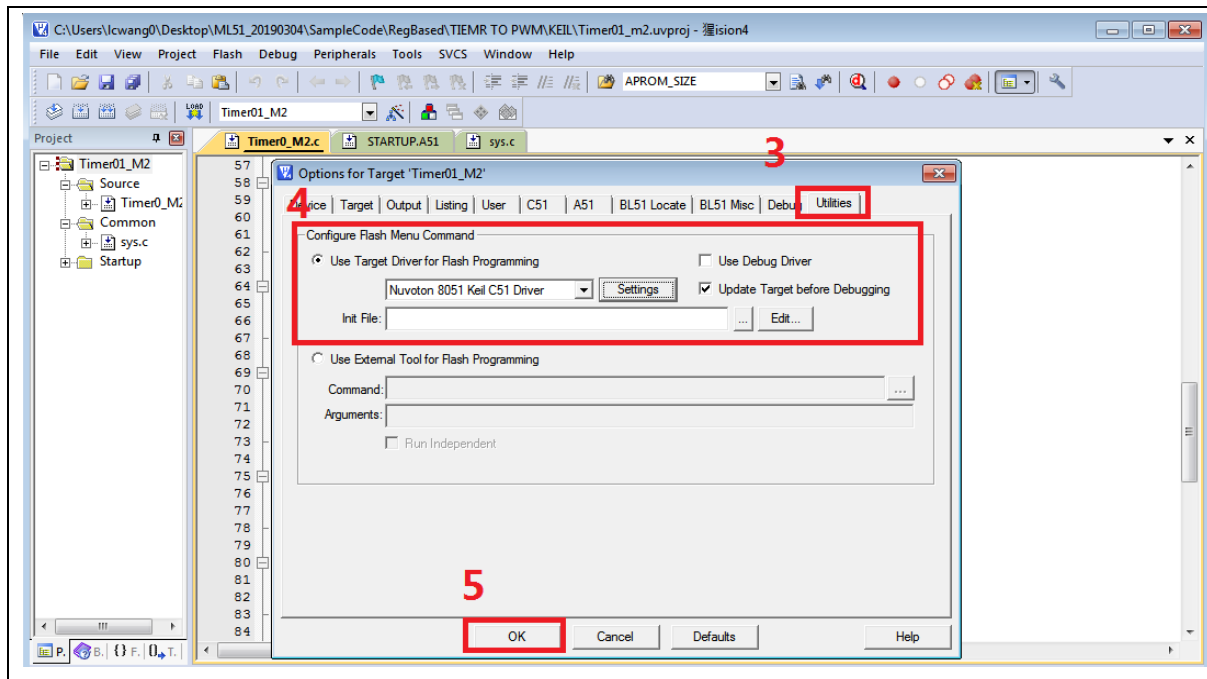 C:\Users\lcwang0\Desktop\ML51_20190304\SampleCode\RegBased\TIEMR TO PWM\KEIL\Timer01_m2.uvproj - 猩ision4
File Edit View Project Flash Debug Peripherals Tools SVCS Window Help
APROM_SIZE
LOAD Timer01_M2
Project
Timer0_M2.c STARTUP.A51 sys.c
3
Timer01_M2
Source
Timer0_M2
Common
sys.c
Startup
57
58
59
60
61
62
63
64
65
66
67
68
69
70
71
72
73
74
75
76
77
78
79
80
81
82
83
84
Options for Target 'Timer01_M2'
4
Device Target Output Listing User C51 A51 BL51 Locate BL51 Misc Debug Utilities
Configure Flash Menu Command
Use Target Driver for Flash Programming Use Debug Driver
Nuvoton 8051 Keil C51 Driver Settings Update Target before Debugging
Init File: ... Edit...
Use External Tool for Flash Programming
Command: ...
Arguments:
Run Independent
5
OK Cancel Defaults Help
P. B. {} F. 0 T.